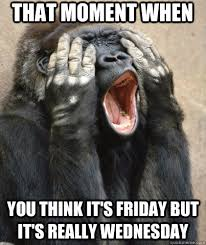 THAT MOMENT WHEN
YOU THINK IT'S FRIDAY BUT
IT'S REALLY WEDNESDAY